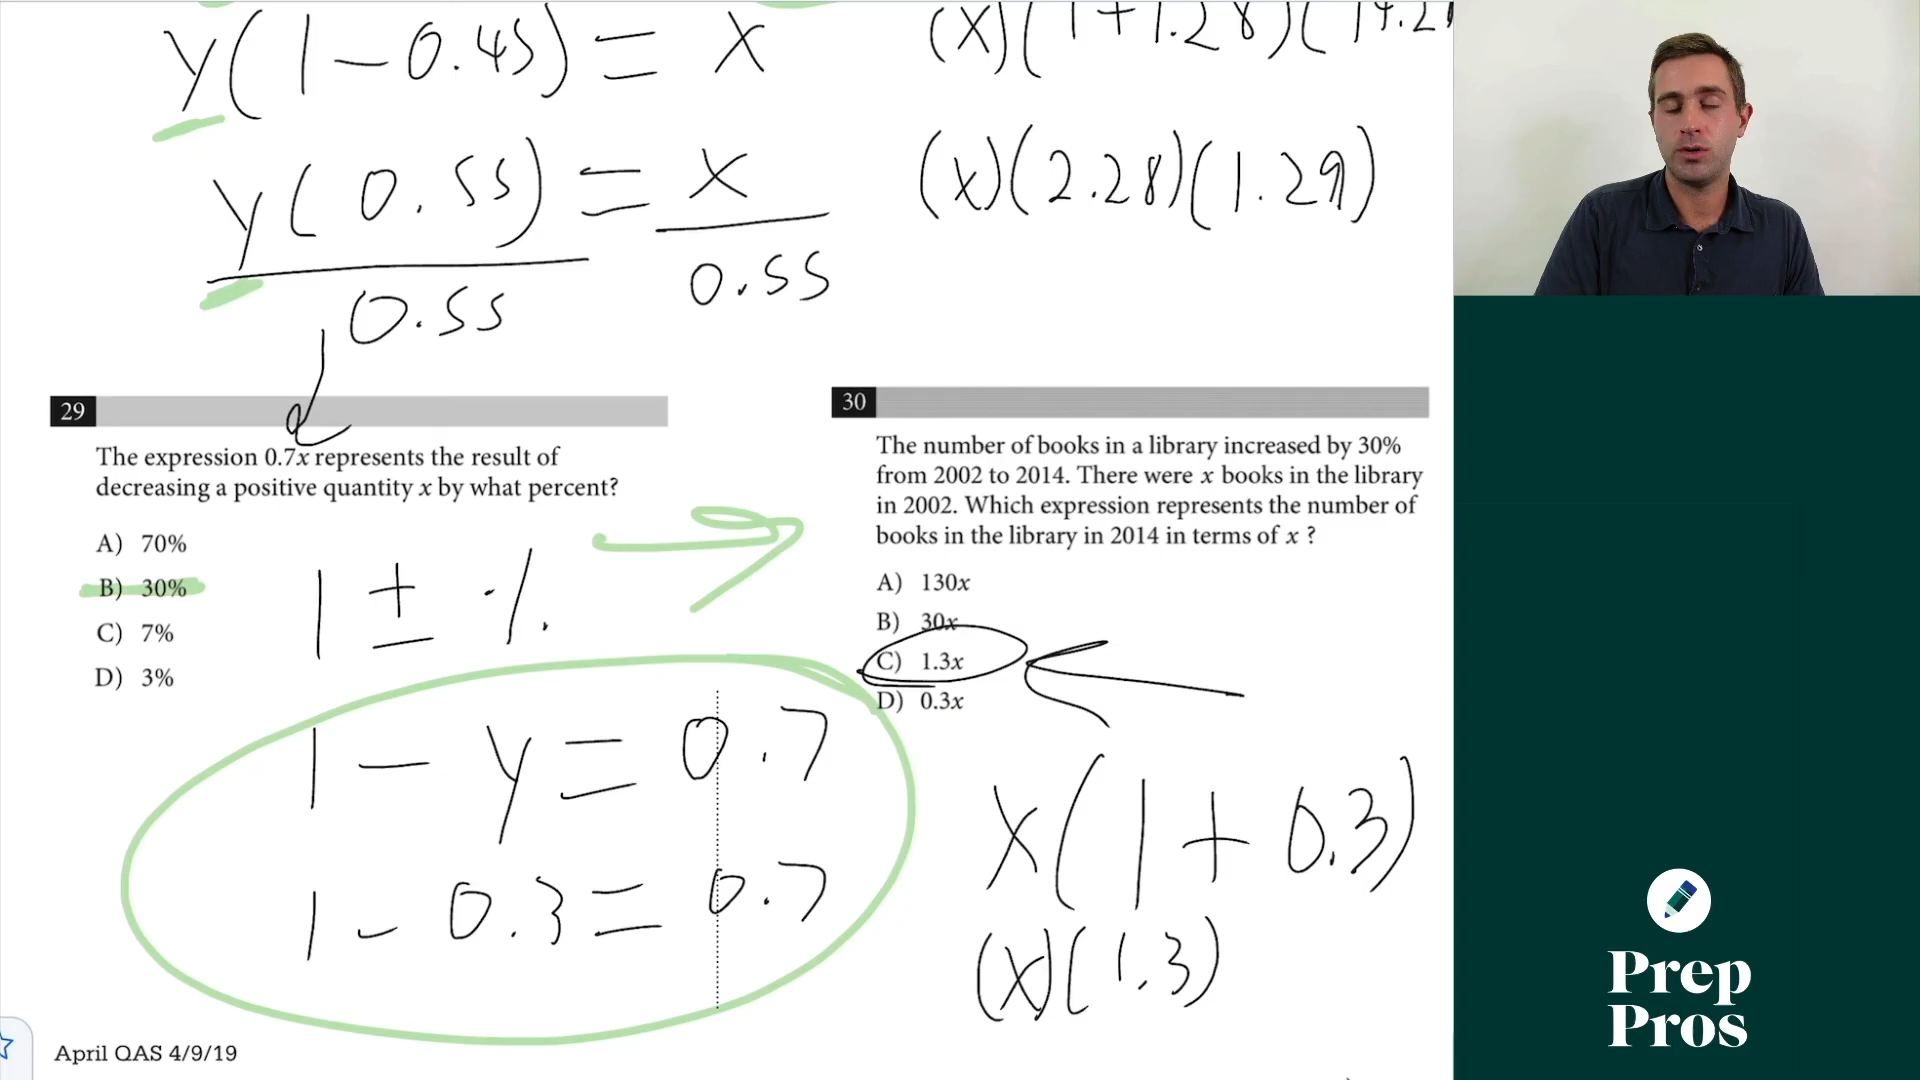 y(1-0.45) = x
y(0.55) = x
0.55 0.55
(x)(1+1.28)(1+.29
(x)(2.28)(1.29)
29
The expression 0.7x represents the result of
decreasing a positive quantity x by what percent?
A) 70%
B) 30%
C) 7%
D) 3%
1 ± %
1 - y = 0.7
1 - 0.3 = 0.7
30
The number of books in a library increased by 30%
from 2002 to 2014. There were x books in the library
in 2002. Which expression represents the number of
books in the library in 2014 in terms of x ?
A) 130x
B) 30x
C) 1.3x
D) 0.3x
x(1+0.3)
(x)(1.3)
April QAS 4/9/19
Prep
Pros